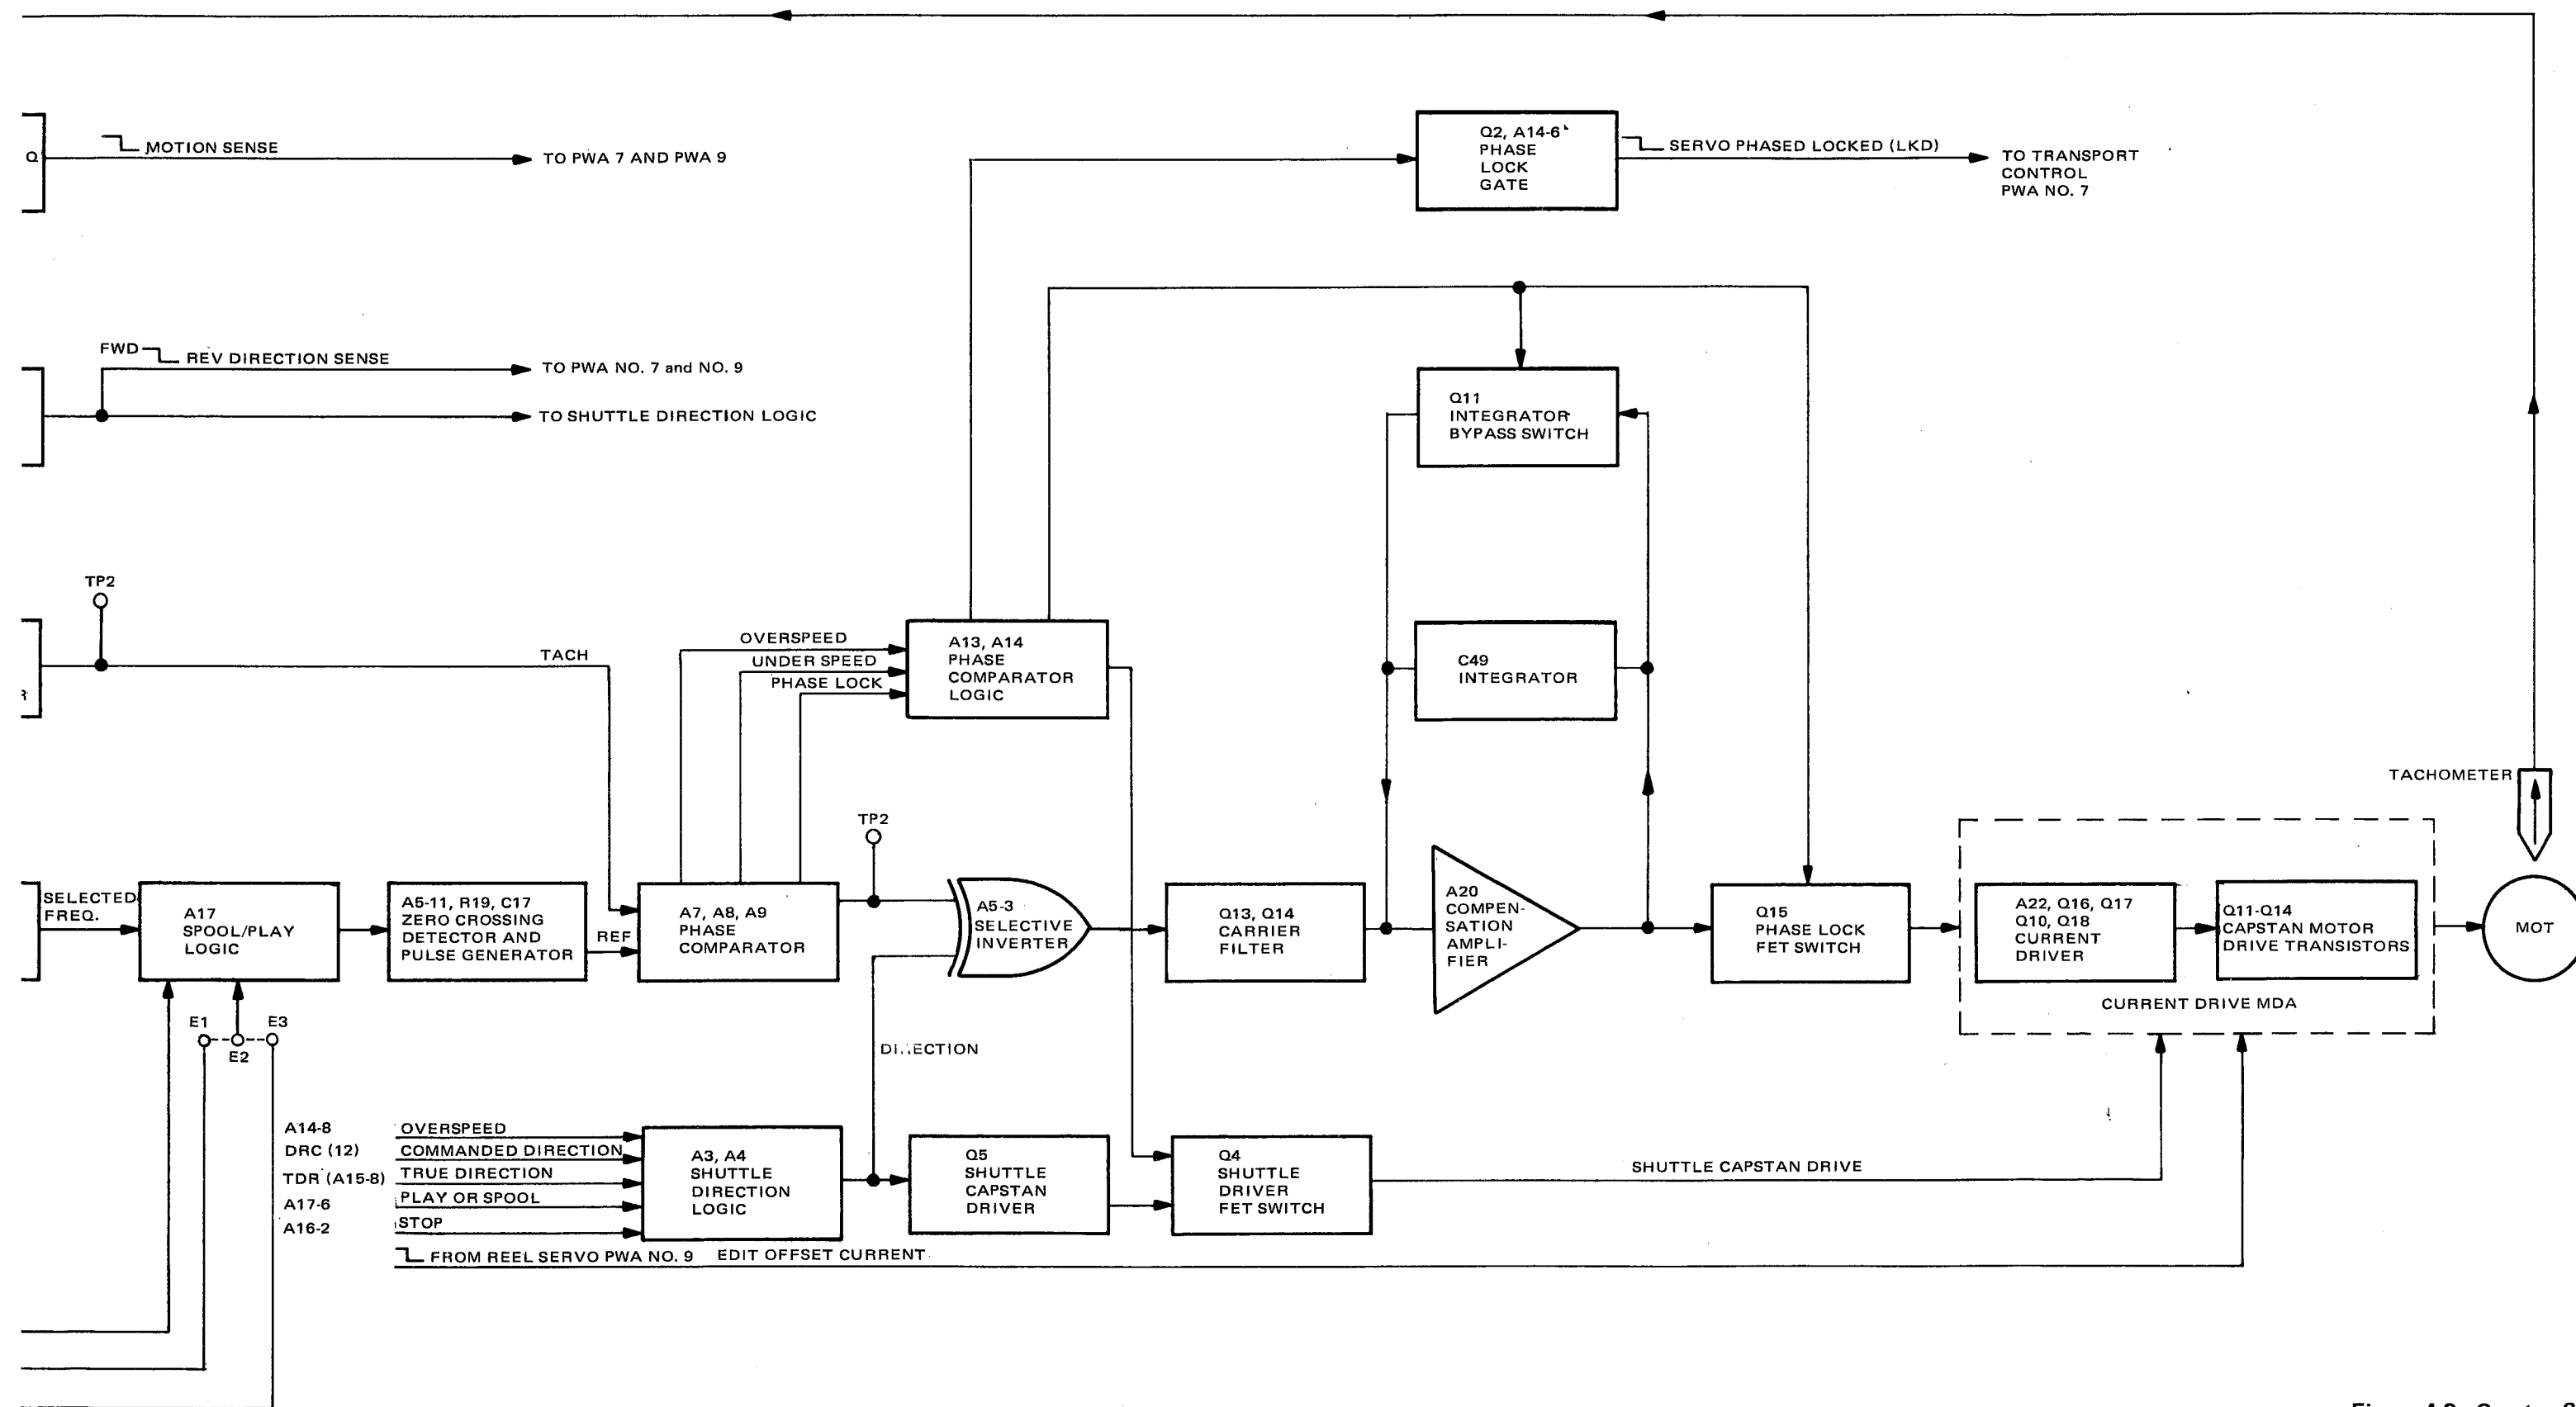 Q
MOTION SENSE
TO PWA 7 AND PWA 9
Q2, A14-6
PHASE
LOCK
GATE
SERVO PHASED LOCKED (LKD)
TO TRANSPORT
CONTROL
PWA NO. 7
FWD
REV DIRECTION SENSE
TO PWA NO. 7 and NO. 9
TO SHUTTLE DIRECTION LOGIC
Q11
INTEGRATOR
BYPASS SWITCH
TP2
TACH
OVERSPEED
UNDER SPEED
PHASE LOCK
A13, A14
PHASE
COMPARATOR
LOGIC
C49
INTEGRATOR
TACHOMETER
TP2
SELECTED
FREQ.
A17
SPOOL/PLAY
LOGIC
A5-11, R19, C17
ZERO CROSSING
DETECTOR AND
PULSE GENERATOR
REF
A7, A8, A9
PHASE
COMPARATOR
A5-3
SELECTIVE
INVERTER
Q13, Q14
CARRIER
FILTER
A20
COMPEN-
SATION
AMPLI-
FIER
Q15
PHASE LOCK
FET SWITCH
A22, Q16, Q17
Q10, Q18
CURRENT
DRIVER
Q11-Q14
CAPSTAN MOTOR
DRIVE TRANSISTORS
MOT
CURRENT DRIVE MDA
E1
E2
E3
A14-8
OVERSPEED
DRC (12)
COMMANDED DIRECTION
TDR (A15-8)
TRUE DIRECTION
A17-6
PLAY OR SPOOL
A16-2
STOP
A3, A4
SHUTTLE
DIRECTION
LOGIC
Q5
SHUTTLE
CAPSTAN
DRIVER
Q4
SHUTTLE
DRIVER
FET SWITCH
SHUTTLE CAPSTAN DRIVE
FROM REEL SERVO PWA NO. 9 EDIT OFFSET CURRENT